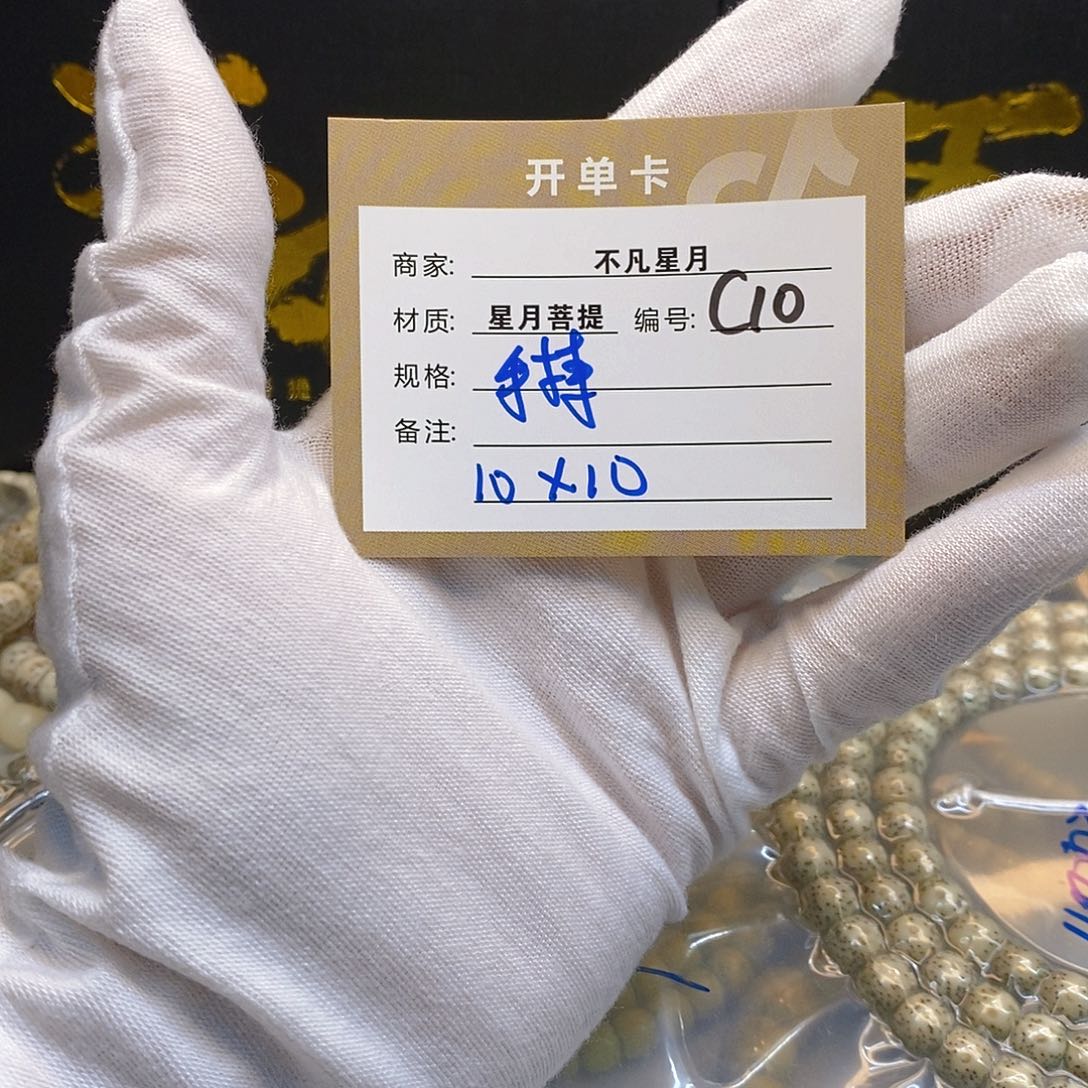 开单卡
商家: 不凡星月
材质: 星月菩提 编号: C10
规格: 手持
备注:
10×10